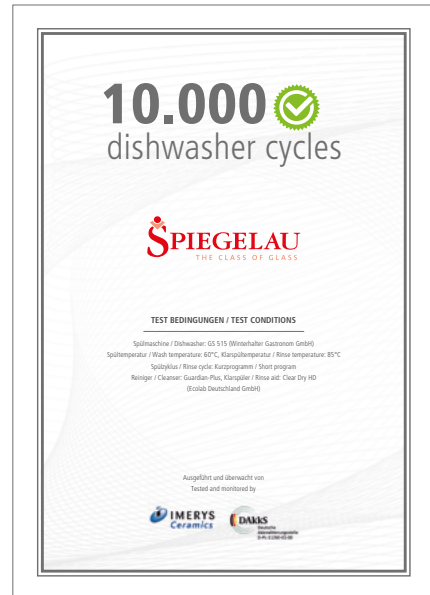 10.000
dishwasher cycles
SPIEGELAU
THE CLASS OF GLASS
TEST BEDINGUNGEN / TEST CONDITIONS
Spülmaschine / Dishwasher: GS 515 (Winterhalter Gastronom GmbH)
Spültemperatur / Wash temperature: 60°C, Klarspültemperatur / Rinse temperature: 85°C
Spülzyklus / Rinse cycle: Kurzprogramm / Short program
Reiniger / Cleanser: Guardian-Plus, Klarspüler / Rinse aid: Clear Dry HD
(Ecolab Deutschland GmbH)
Ausgeführt und überwacht von
Tested and monitored by
IMERYS
Ceramics
DAkkS
Deutsche
Akkreditierungsstelle